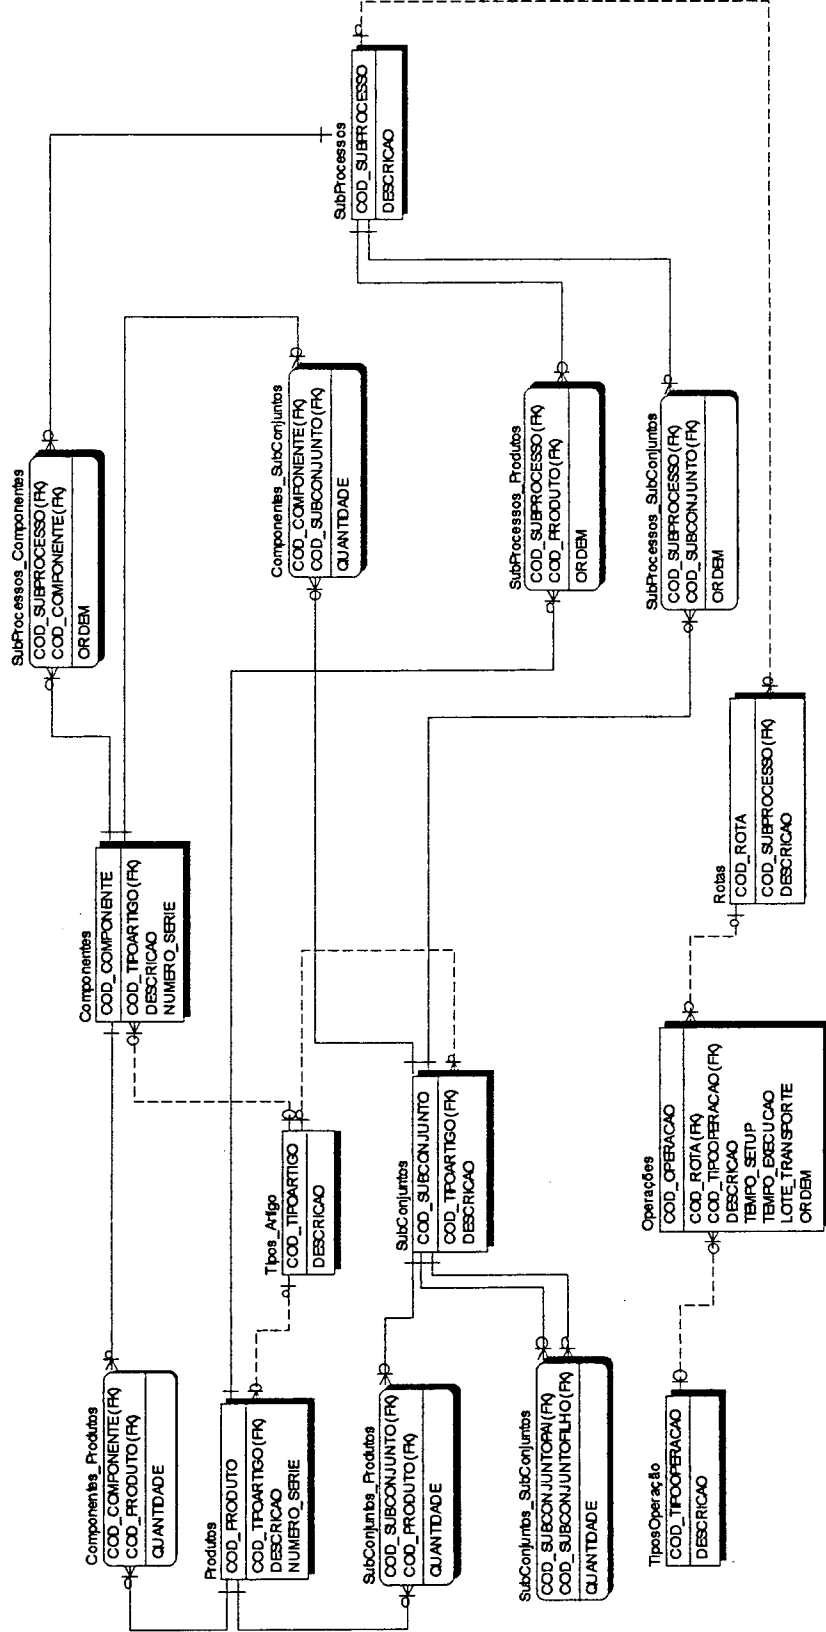 Componentes_Produtos
COD_COMPONENTE(FK)
COD_PRODUTO(FK)
QUANTIDADE
Produtos
COD_PRODUTO
COD_TIPOARTIGO(FK)
DESCRICAO
NUMERO_SERIE
SubConjuntos_Produtos
COD_SUBCONJUNTO(FK)
COD_PRODUTO(FK)
QUANTIDADE
SubConjuntos_SubConjuntos
COD_SUBCONJUNTOPAI(FK)
COD_SUBCONJUNTOFILHO(FK)
QUANTIDADE
TiposOperação
COD_TIPOOPERACAO
DESCRICAO
Componentes
COD_COMPONENTE
COD_TIPOARTIGO(FK)
DESCRICAO
NUMERO_SERIE
Tipos_Artigo
COD_TIPOARTIGO
DESCRICAO
SubConjuntos
COD_SUBCONJUNTO
COD_TIPOARTIGO(FK)
DESCRICAO
Operações
COD_OPERACAO
COD_ROTA(FK)
COD_TIPOOPERACAO(FK)
DESCRICAO
TEMPO_SETUP
TEMPO_EXECUCAO
LOTE_TRANSPORTE
ORDEM
Rotas
COD_ROTA
COD_SUBPROCESSO(FK)
DESCRICAO
SubProcessos_Componentes
COD_SUBPROCESSO(FK)
COD_COMPONENTE(FK)
ORDEM
Componentes_SubConjuntos
COD_COMPONENTE(FK)
COD_SUBCONJUNTO(FK)
QUANTIDADE
SubProcessos_Produtos
COD_SUBPROCESSO(FK)
COD_PRODUTO(FK)
ORDEM
SubProcessos_SubConjuntos
COD_SUBPROCESSO(FK)
COD_SUBCONJUNTO(FK)
ORDEM
SubProcessos
COD_SUBPROCESSO
DESCRICAO